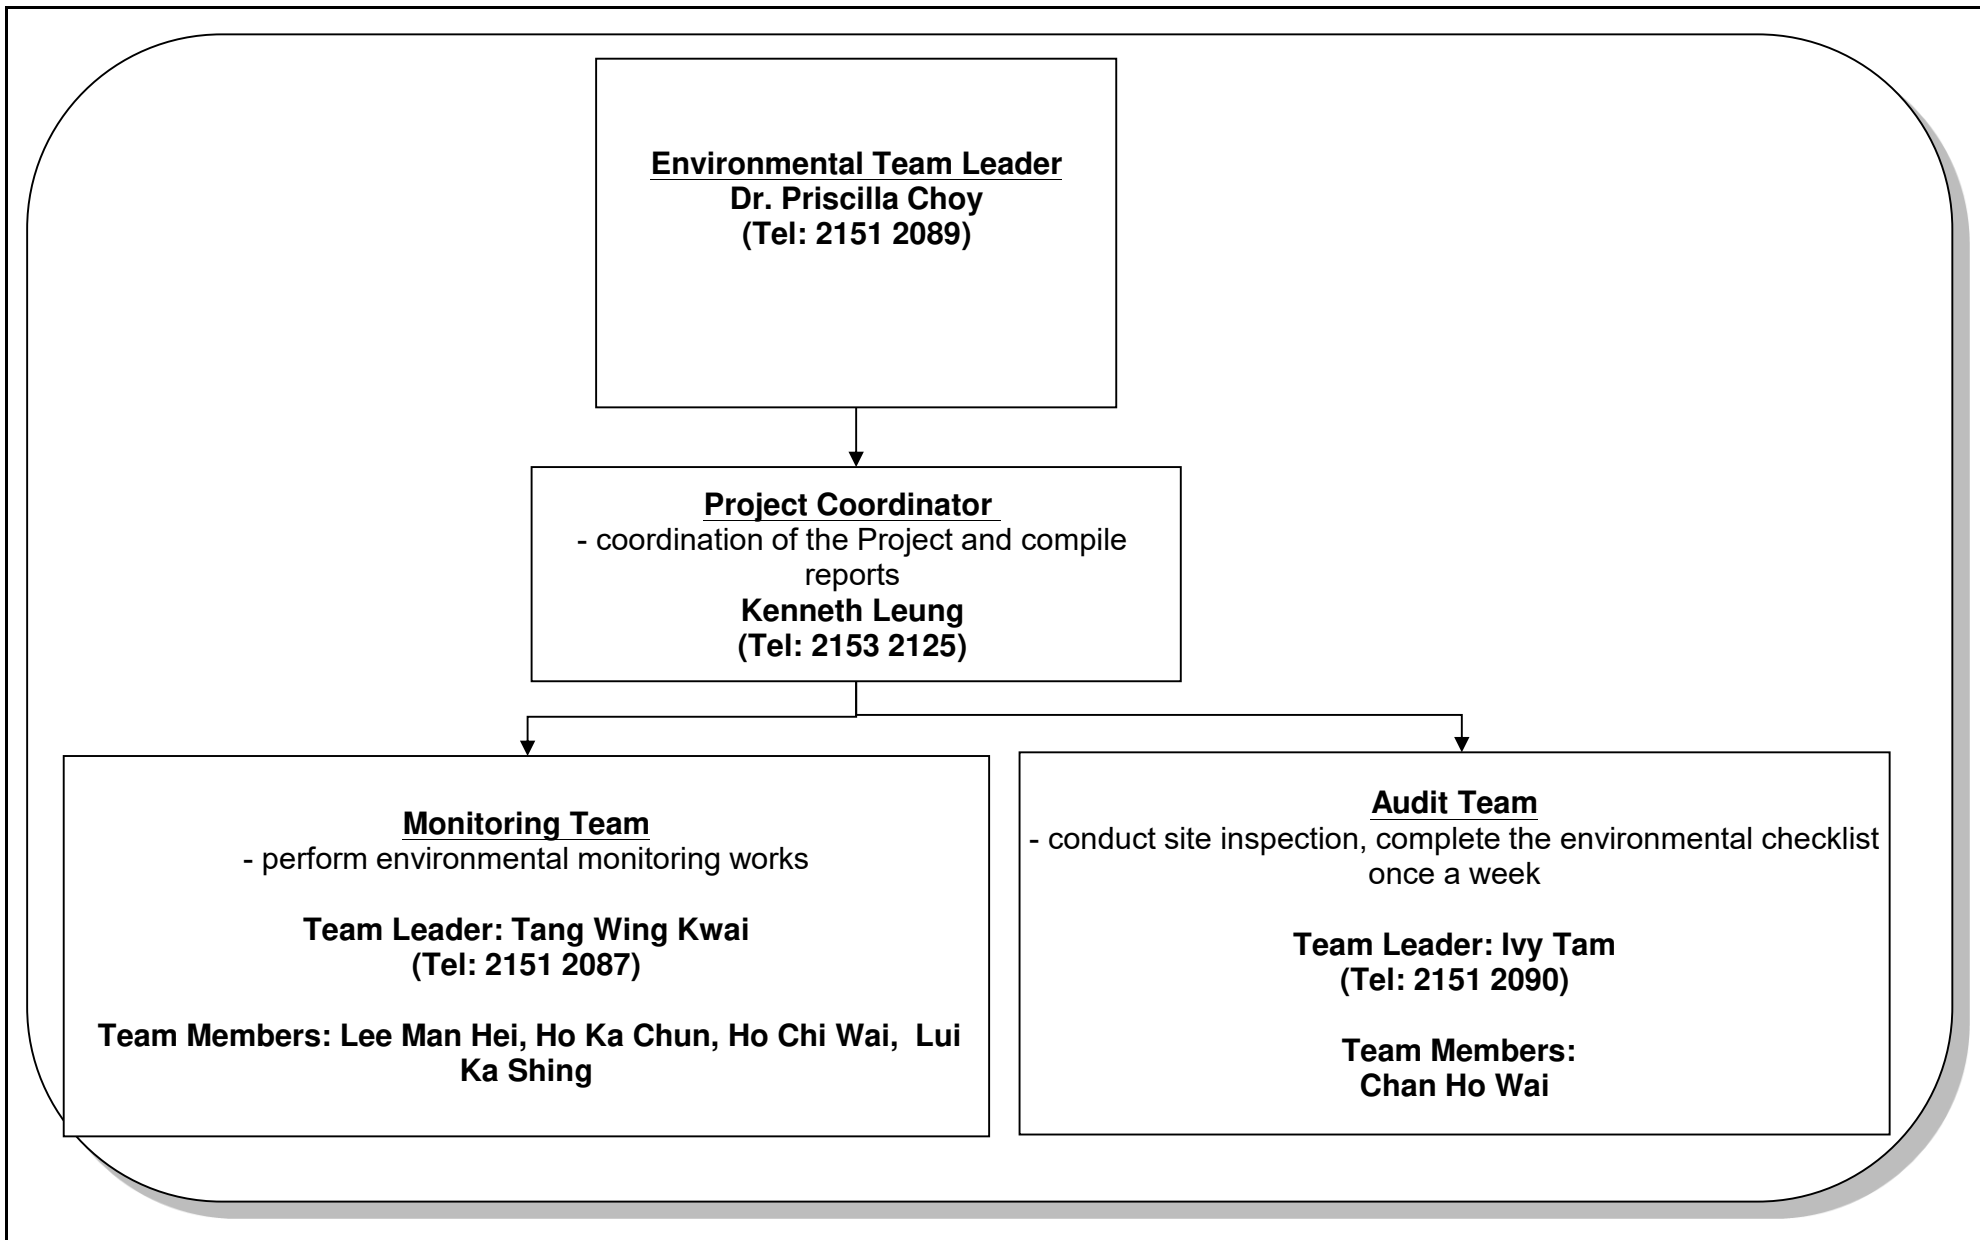 Environmental Team Leader
Dr. Priscilla Choy
(Tel: 2151 2089)
Project Coordinator
- coordination of the Project and compile
reports
Kenneth Leung
(Tel: 2153 2125)
Monitoring Team
- perform environmental monitoring works
Team Leader: Tang Wing Kwai
(Tel: 2151 2087)
Team Members: Lee Man Hei, Ho Ka Chun, Ho Chi Wai,  Lui
Ka Shing
Audit Team
- conduct site inspection, complete the environmental checklist
once a week
Team Leader: Ivy Tam
(Tel: 2151 2090)
Team Members:
Chan Ho Wai